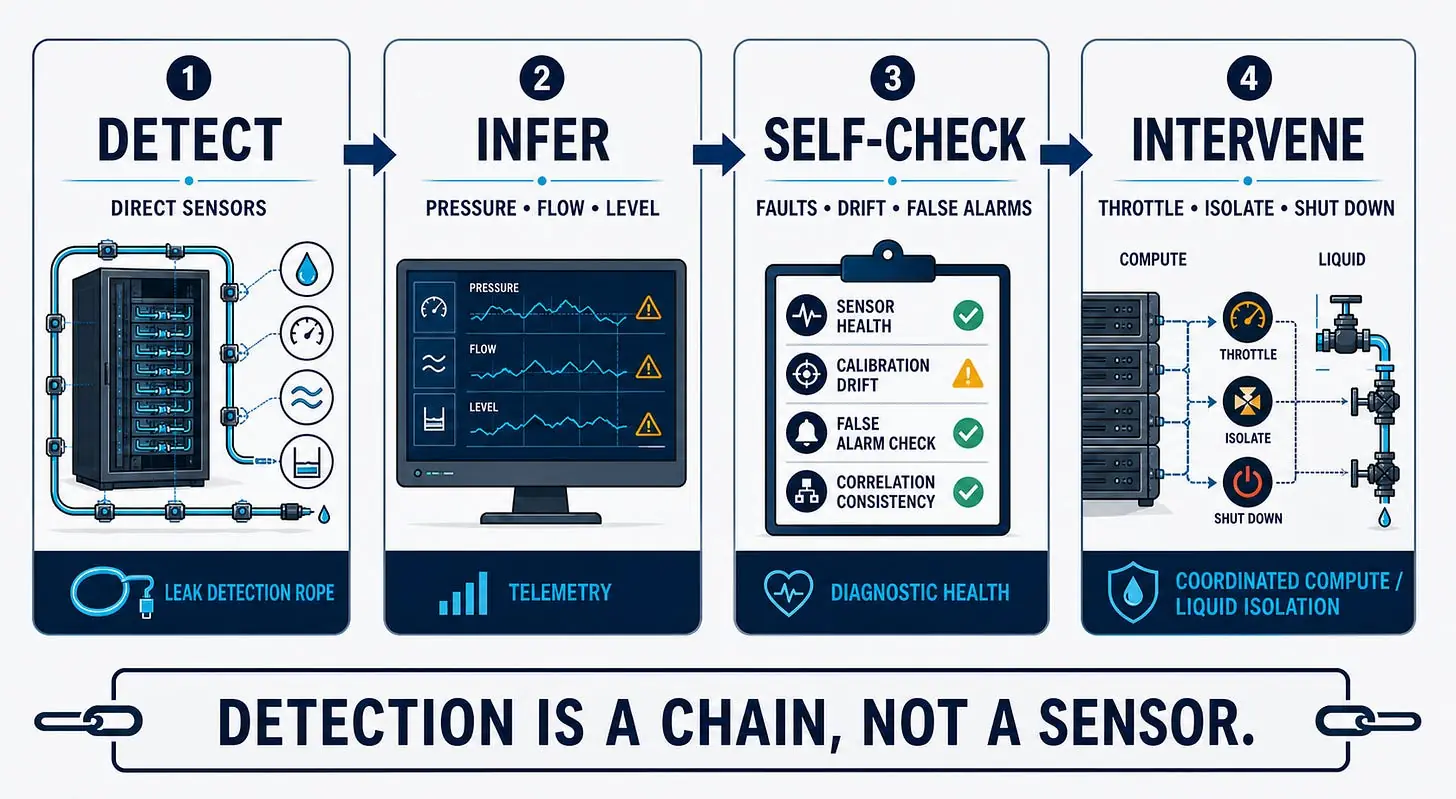 1
DETECT
DIRECT SENSORS
LEAK DETECTION ROPE
2
INFER
PRESSURE • FLOW • LEVEL
PRESSURE
FLOW
LEVEL
TELEMETRY
3
SELF-CHECK
FAULTS • DRIFT • FALSE ALARMS
SENSOR
HEALTH
CALIBRATION
DRIFT
FALSE
ALARM CHECK
CORRELATION
CONSISTENCY
DIAGNOSTIC HEALTH
4
INTERVENE
THROTTLE • ISOLATE • SHUT DOWN
COMPUTE
LIQUID
THROTTLE
ISOLATE
SHUT DOWN
COORDINATED COMPUTE /
LIQUID ISOLATION
DETECTION IS A CHAIN, NOT A SENSOR.